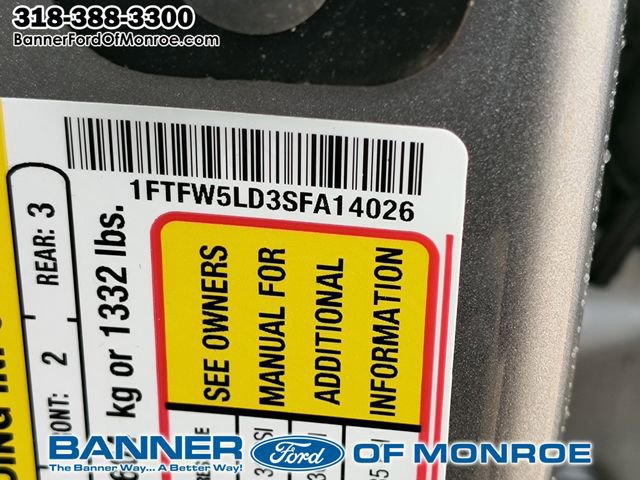 318-388-3300
BannerFordOfMonroe.com
1FTFW5LD3SFA14026
REAR: 3
2
kg or 1332 lbs.
SEE OWNERS
MANUAL FOR
ADDITIONAL
INFORMATION
BANNER Ford OF MONROE
The Banner Way... A Better Way!